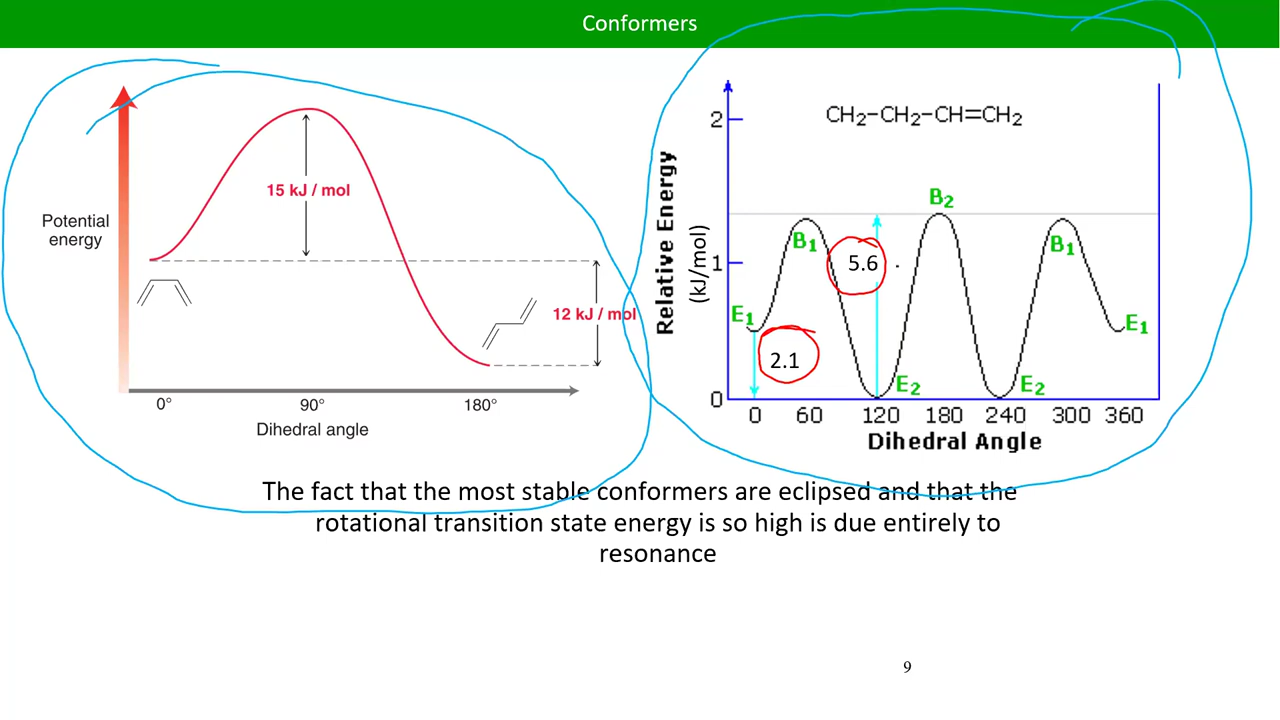 Conformers
Potential
energy
15 kJ / mol
12 kJ / mol
0°
90°
180°
Dihedral angle
Relative Energy
(kJ/mol)
CH₂-CH₂-CH=CH₂
2
1
0
E₁
B₁
E₂
B₂
E₂
B₁
E₁
5.6
.
2.1
0 60 120 180 240 300 360
Dihedral Angle
The fact that the most stable conformers are eclipsed and that the
rotational transition state energy is so high is due entirely to
resonance
9